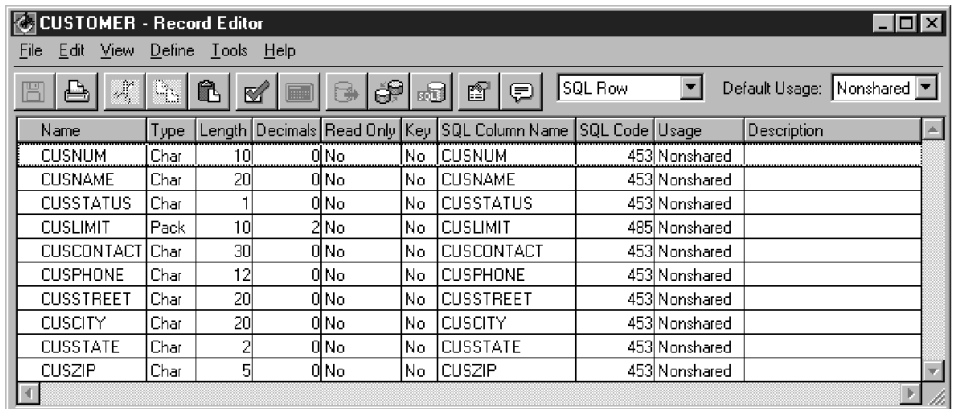 CUSTOMER - Record Editor
File Edit View Define Tools Help
SQL SQL Row Default Usage: Nonshared
Name Type Length Decimals Read Only Key SQL Column Name SQL Code Usage Description
CUSNUM Char 10 0 No No CUSNUM 453 Nonshared
CUSNAME Char 20 0 No No CUSNAME 453 Nonshared
CUSSTATUS Char 1 0 No No CUSSTATUS 453 Nonshared
CUSLIMIT Pack 10 2 No No CUSLIMIT 485 Nonshared
CUSCONTACT Char 30 0 No No CUSCONTACT 453 Nonshared
CUSPHONE Char 12 0 No No CUSPHONE 453 Nonshared
CUSSTREET Char 20 0 No No CUSSTREET 453 Nonshared
CUSCITY Char 20 0 No No CUSCITY 453 Nonshared
CUSSTATE Char 2 0 No No CUSSTATE 453 Nonshared
CUSZIP Char 5 0 No No CUSZIP 453 Nonshared